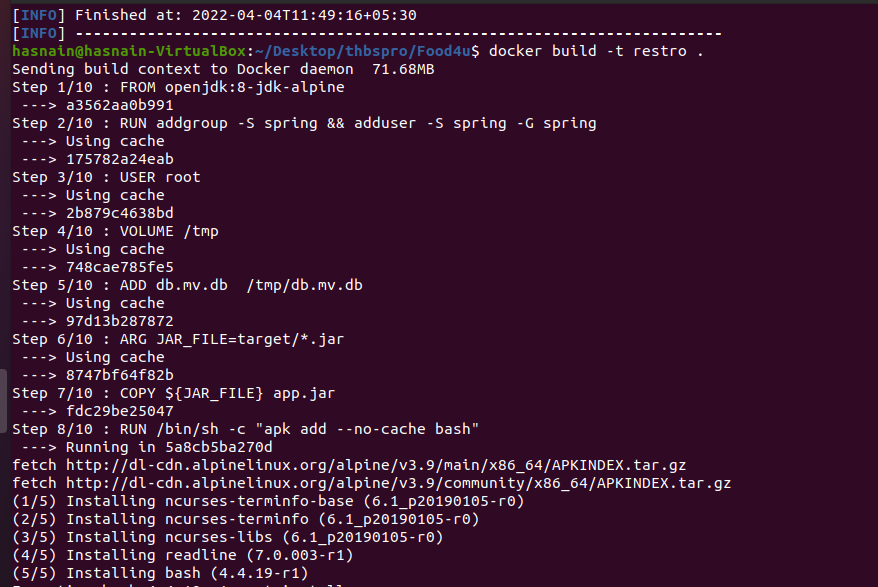 [INFO] Finished at: 2022-04-04T11:49:16+05:30
[INFO] ------------------------------------------------------------------------
hasnain@hasnain-VirtualBox:~/Desktop/thbspro/Food4u$ docker build -t restro .
Sending build context to Docker daemon  71.68MB
Step 1/10 : FROM openjdk:8-jdk-alpine
 ---> a3562aa0b991
Step 2/10 : RUN addgroup -S spring && adduser -S spring -G spring
 ---> Using cache
 ---> 175782a24eab
Step 3/10 : USER root
 ---> Using cache
 ---> 2b879c4638bd
Step 4/10 : VOLUME /tmp
 ---> Using cache
 ---> 748cae785fe5
Step 5/10 : ADD db.mv.db  /tmp/db.mv.db
 ---> Using cache
 ---> 97d13b287872
Step 6/10 : ARG JAR_FILE=target/*.jar
 ---> Using cache
 ---> 8747bf64f82b
Step 7/10 : COPY ${JAR_FILE} app.jar
 ---> fdc29be25047
Step 8/10 : RUN /bin/sh -c "apk add --no-cache bash"
 ---> Running in 5a8cb5ba270d
fetch http://dl-cdn.alpinelinux.org/alpine/v3.9/main/x86_64/APKINDEX.tar.gz
fetch http://dl-cdn.alpinelinux.org/alpine/v3.9/community/x86_64/APKINDEX.tar.gz
(1/5) Installing ncurses-terminfo-base (6.1_p20190105-r0)
(2/5) Installing ncurses-terminfo (6.1_p20190105-r0)
(3/5) Installing ncurses-libs (6.1_p20190105-r0)
(4/5) Installing readline (7.0.003-r1)
(5/5) Installing bash (4.4.19-r1)